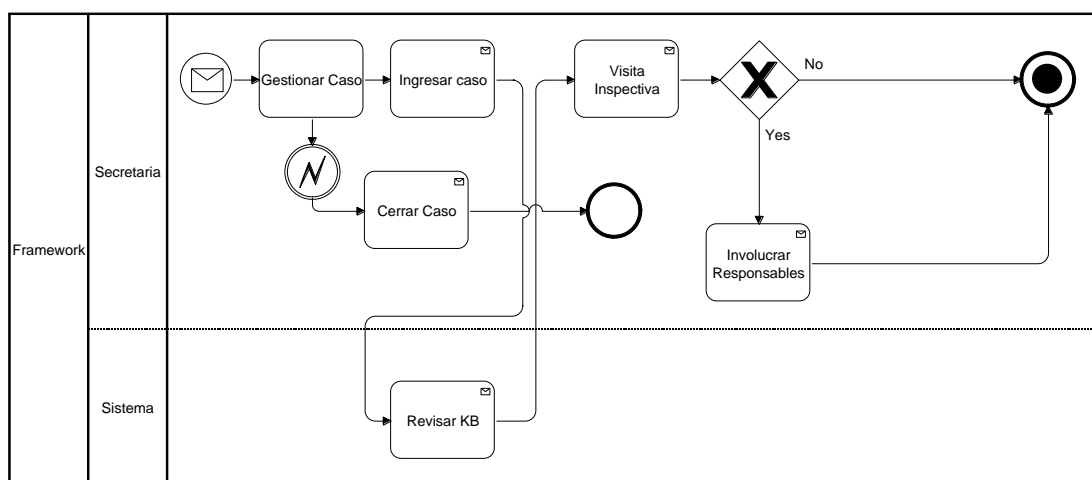 Framework
Secretaria
Gestionar Caso
Ingresar caso
Visita
Inspectiva
No
Yes
Cerrar Caso
Involucrar
Responsables
Sistema
Revisar KB